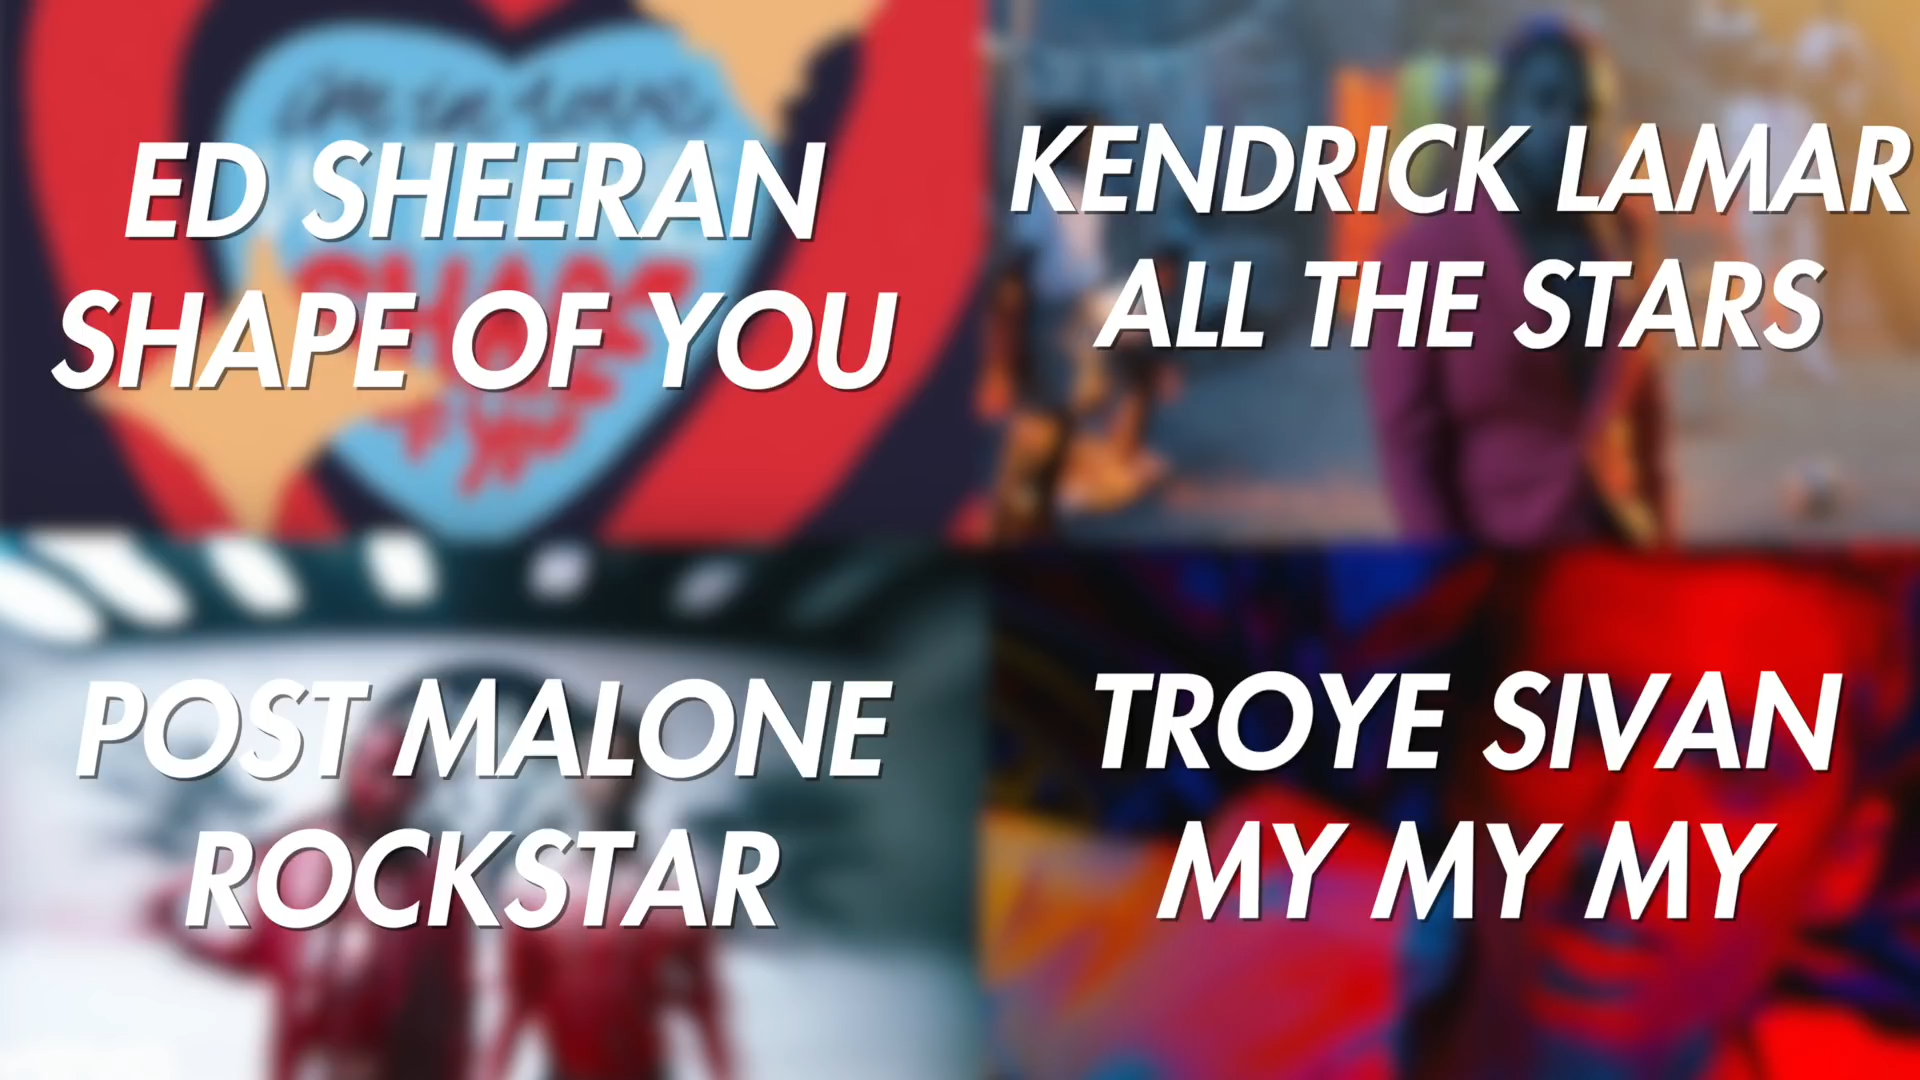 ED SHEERAN
SHAPE OF YOU
KENDRICK LAMAR
ALL THE STARS
POST MALONE
ROCKSTAR
TROYE SIVAN
MY MY MY